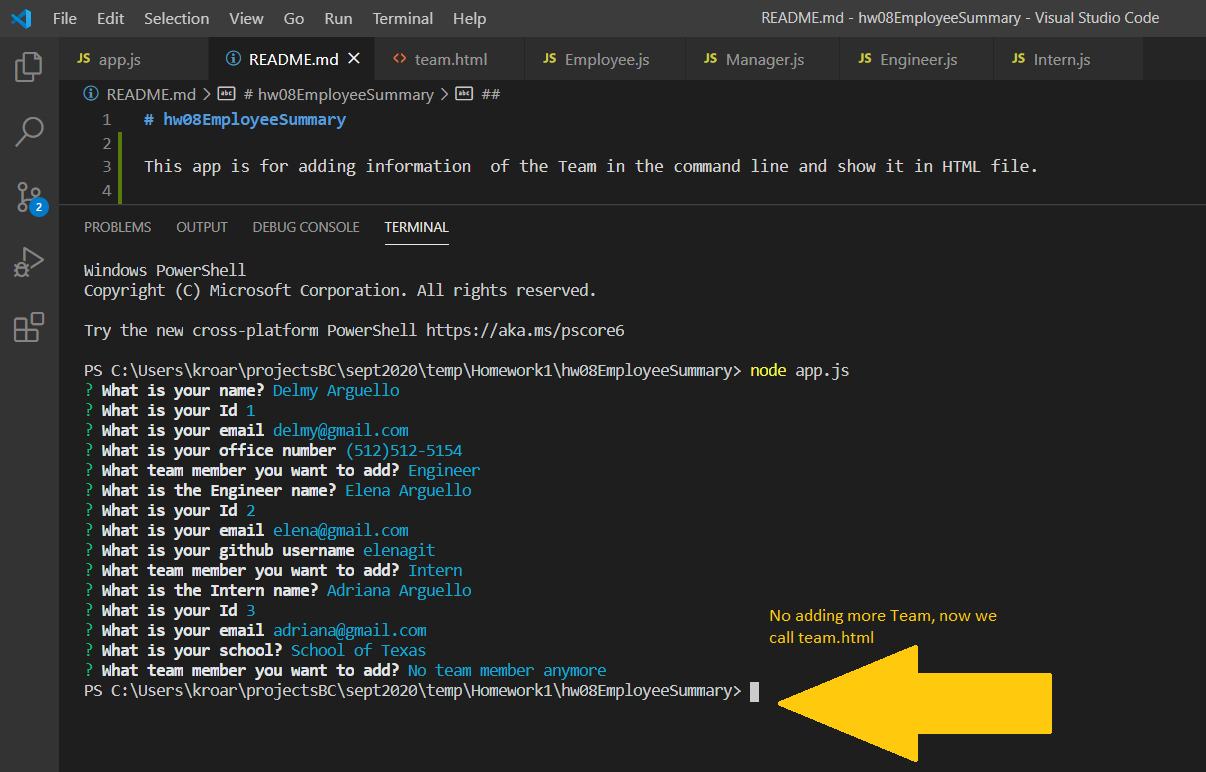 File Edit Selection View Go Run Terminal Help README.md - hw08EmployeeSummary - Visual Studio Code
JS app.js README.md JS team.html JS Employee.js JS Manager.js JS Engineer.js JS Intern.js
README.md > abc # hw08EmployeeSummary > abc ##
1 # hw08EmployeeSummary
2
3 This app is for adding information  of the Team in the command line and show it in HTML file.
4
2
PROBLEMS OUTPUT DEBUG CONSOLE TERMINAL
Windows PowerShell
Copyright (C) Microsoft Corporation. All rights reserved.
Try the new cross-platform PowerShell https://aka.ms/pscore6
PS C:\Users\kroar\projectsBC\sept2020\temp\Homework1\hw08EmployeeSummary> node app.js
? What is your name? Delmy Arguello
? What is your Id 1
? What is your email delmy@gmail.com
? What is your office number (512)512-5154
? What team member you want to add? Engineer
? What is the Engineer name? Elena Arguello
? What is your Id 2
? What is your email elena@gmail.com
? What is your github username elenagit
? What team member you want to add? Intern
? What is the Intern name? Adriana Arguello
? What is your Id 3
? What is your email adriana@gmail.com
? What is your school? School of Texas
? What team member you want to add? No team member anymore
PS C:\Users\kroar\projectsBC\sept2020\temp\Homework1\hw08EmployeeSummary>
No adding more Team, now we
call team.html